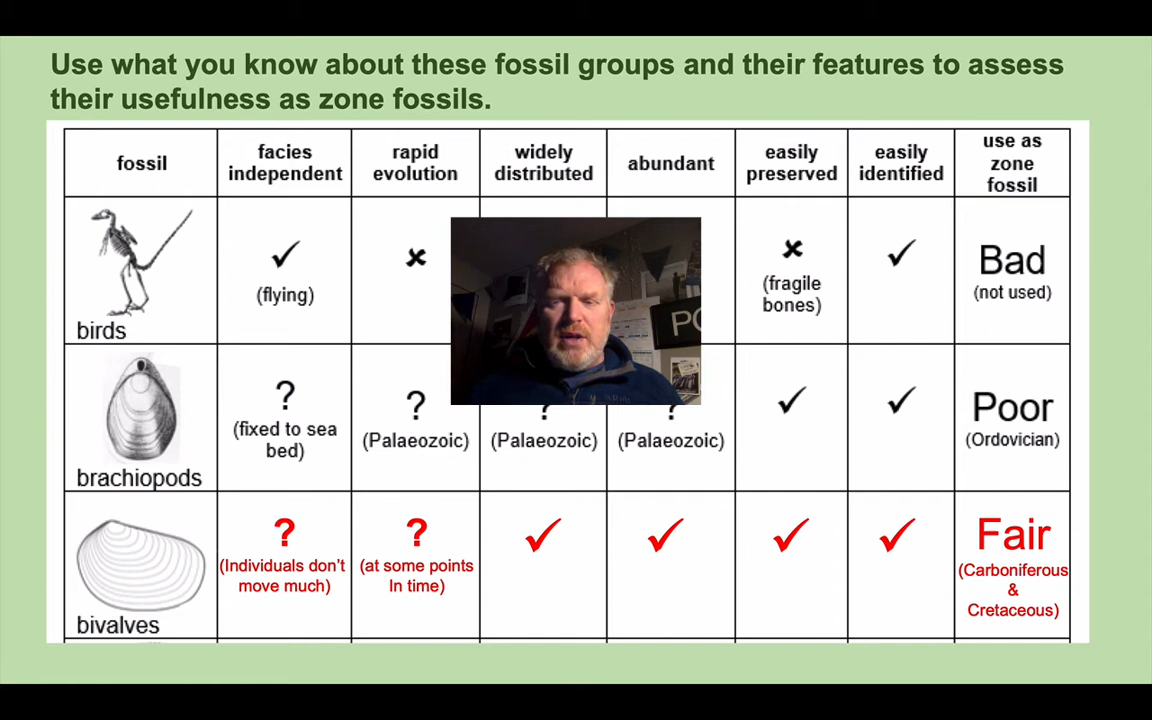 Use what you know about these fossil groups and their features to assess
their usefulness as zone fossils.
fossil
facies
independent
rapid
evolution
widely
distributed
abundant
easily
preserved
easily
identified
use as
zone
fossil
birds
✓
(flying)
✘
✘
(fragile
bones)
✓
Bad
(not used)
brachiopods
?
(fixed to sea
bed)
?
(Palaeozoic)
?
(Palaeozoic)
?
(Palaeozoic)
✓
✓
Poor
(Ordovician)
bivalves
?
(Individuals don't
move much)
?
(at some points
In time)
✓
✓
✓
✓
Fair
(Carboniferous
&
Cretaceous)